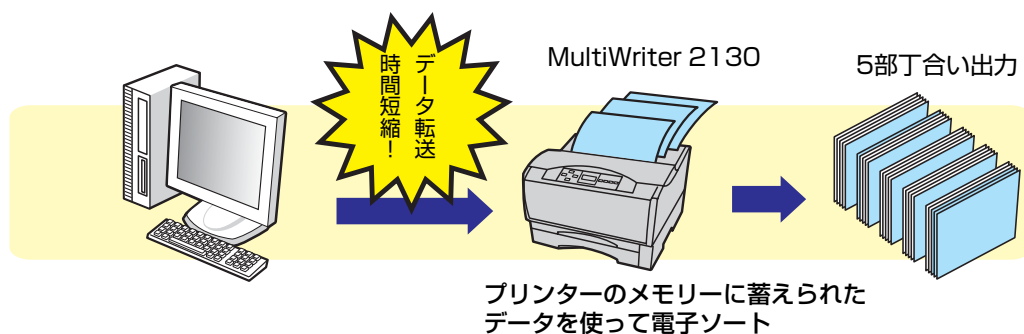 データ転送
時間短縮！
MultiWriter 2130
5部丁合い出力
プリンターのメモリーに蓄えられた
データを使って電子ソート